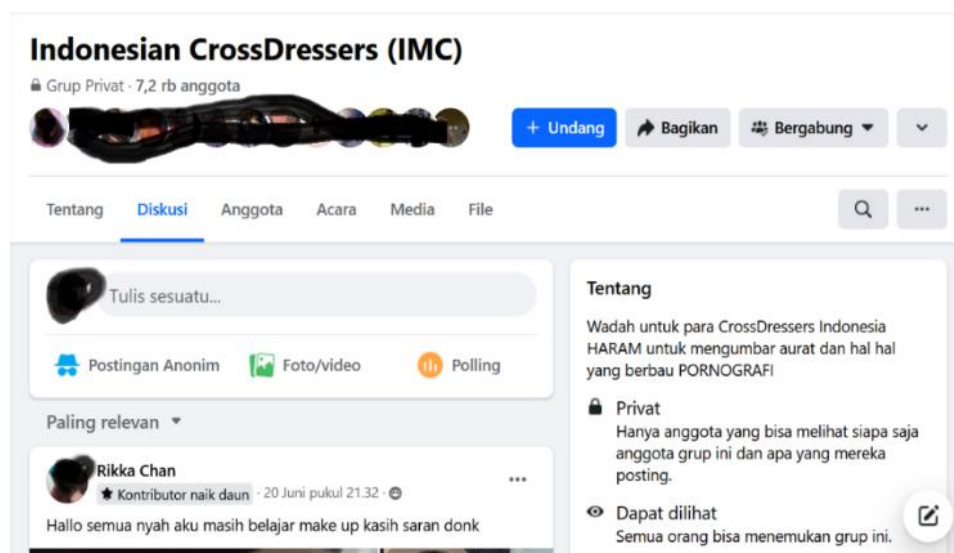 Indonesian CrossDressers (IMC)
Grup Privat · 7,2 rb anggota
+ Undang
Bagikan
Bergabung
Tentang
Diskusi
Anggota
Acara
Media
File
Tulis sesuatu...
Postingan Anonim
Foto/video
Polling
Paling relevan
Rikka Chan
Kontributor naik daun · 20 Juni pukul 21.32 ·
Hallo semua nyah aku masih belajar make up kasih saran donk
Tentang
Wadah untuk para CrossDressers Indonesia
HARAM untuk mengumbar aurat dan hal hal
yang berbau PORNOGRAFI
Privat
Hanya anggota yang bisa melihat siapa saja
anggota grup ini dan apa yang mereka
posting.
Dapat dilihat
Semua orang bisa menemukan grup ini.